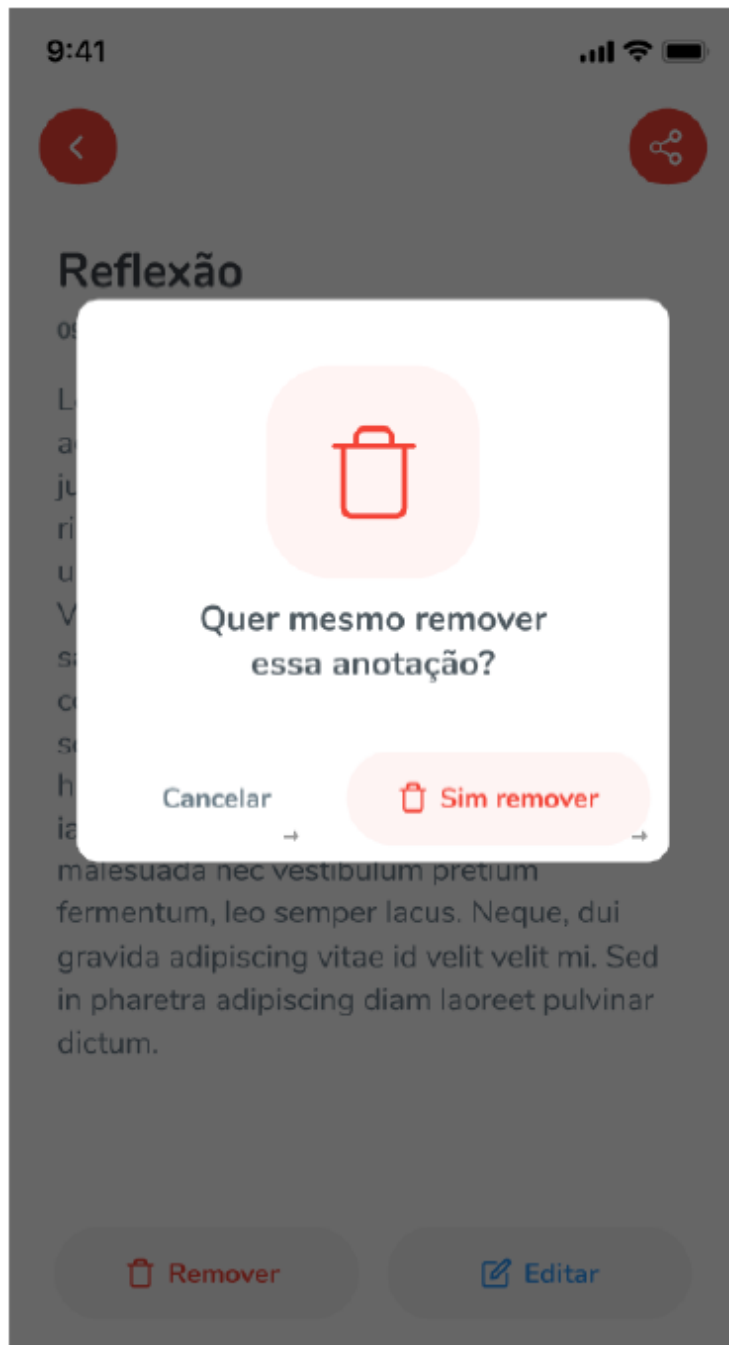 9:41
Reflexão
Quer mesmo remover
essa anotação?
Cancelar
Sim remover
malesuada nec vestibulum pretium
fermentum, leo semper lacus. Neque, dui
gravida adipiscing vitae id velit velit mi. Sed
in pharetra adipiscing diam laoreet pulvinar
dictum.
Remover
Editar